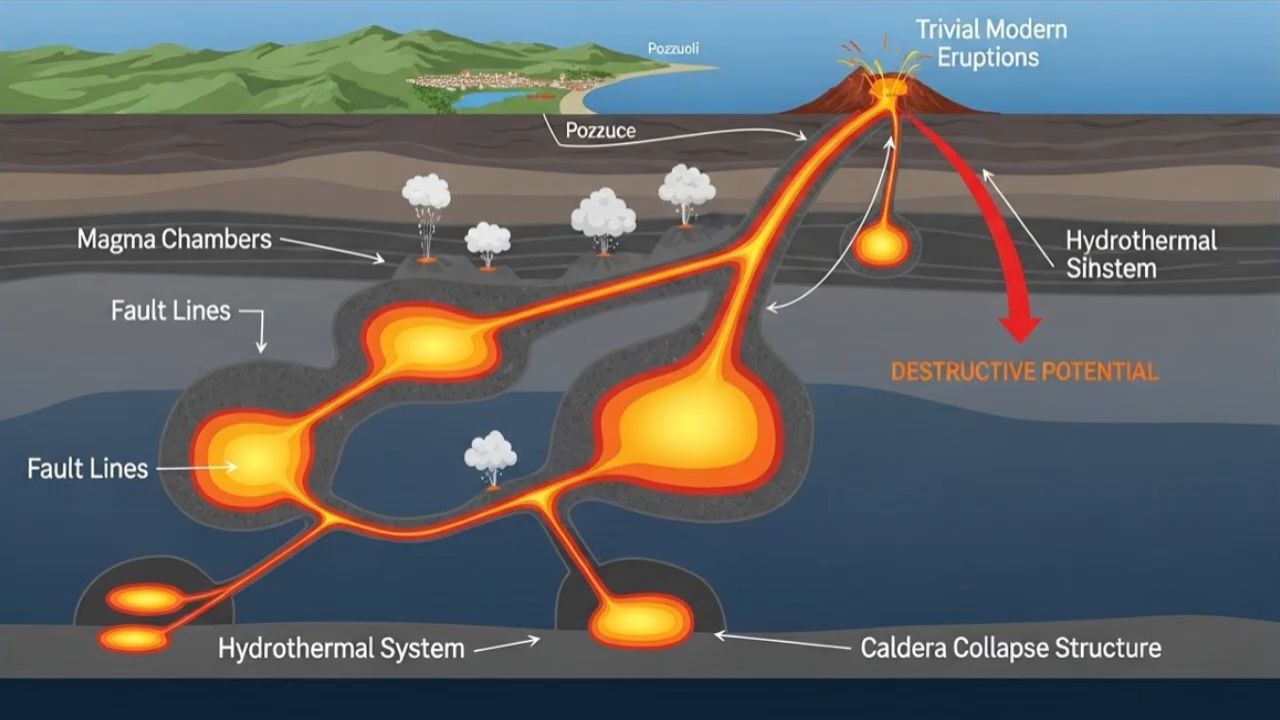 Trivial Modern
Eruptions
Pozzuoli
Pozzuce
Magma Chambers
Hydrothermal
Sihstem
Fault Lines
DESTRUCTIVE POTENTIAL
Fault Lines
Hydrothermal System
Caldera Collapse Structure